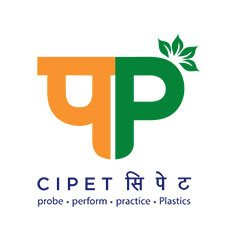 पP
CIPET सि पे ट
probe • perform • practice • Plastics